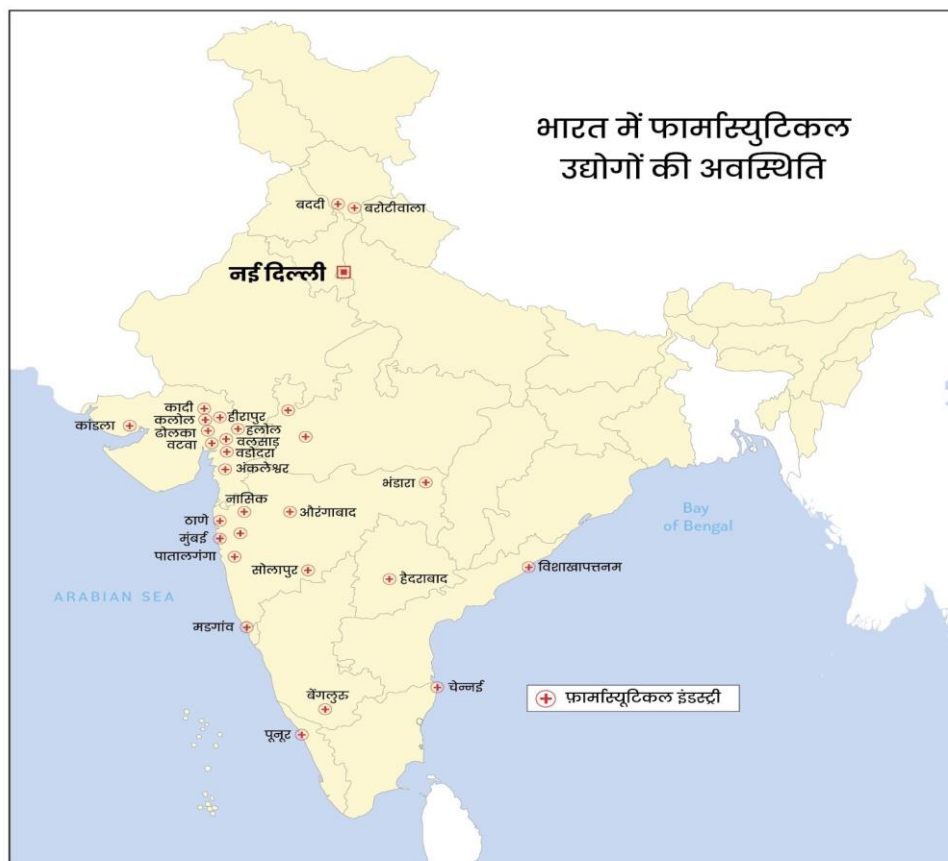 भारत में फार्मास्युटिकल
उद्योगों की अवस्थिति
बददी
बरोटीवाला
नई दिल्ली
कादी
कलोल
हीरापुर
कांडला
ढोलका
हलोल
वटवा
वलसाड़
वडोदरा
अंकलेश्वर
भंडारा
नासिक
औरंगाबाद
ठाणे
मुंबई
पातालगंगा
सोलापुर
हैदराबाद
विशाखापत्तनम
Bay
of Bengal
ARABIAN SEA
मडगांव
चेन्नई
बेंगलुरु
फ़ार्मास्यूटिकल इंडस्ट्री
पूनूर